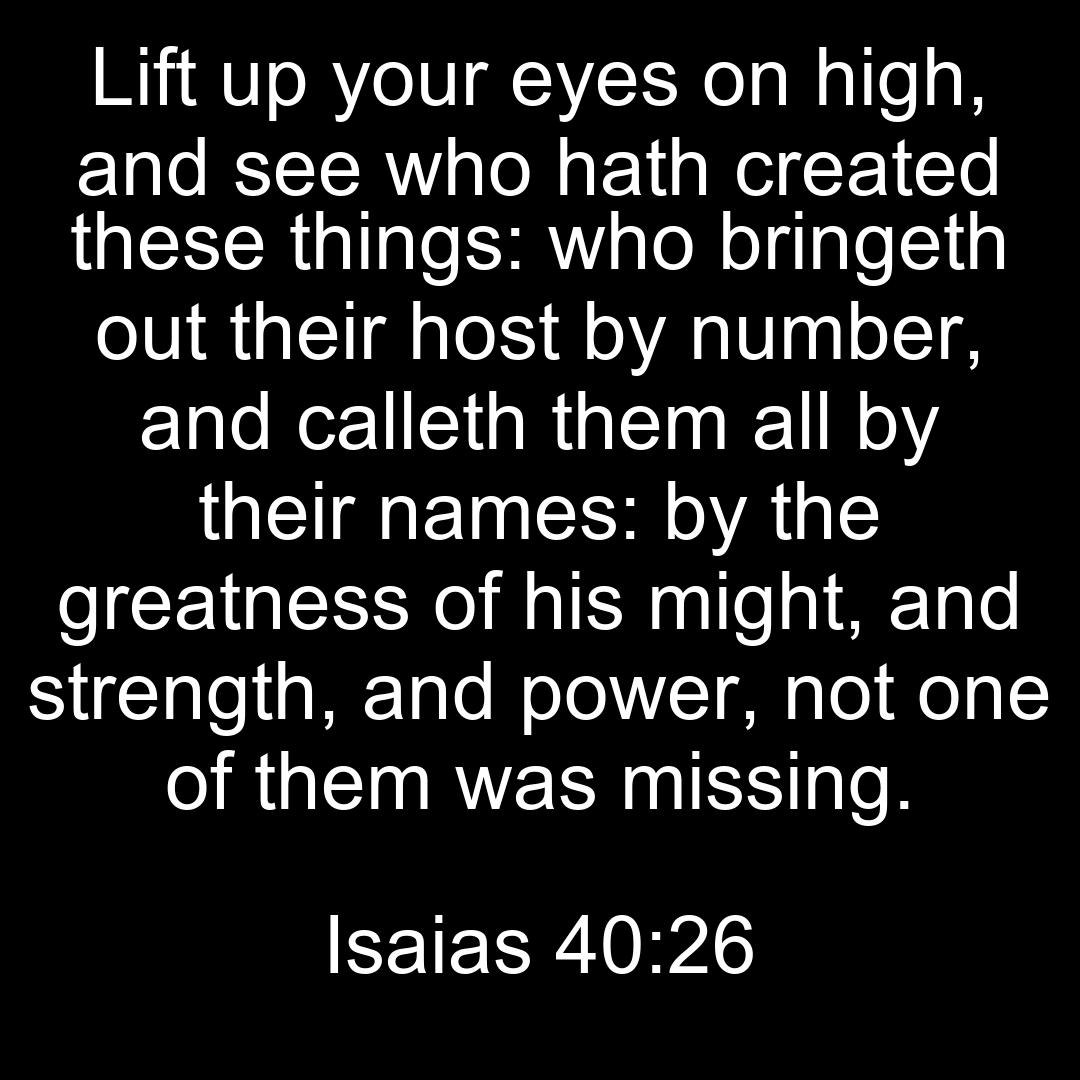 Lift up your eyes on high,
and see who hath created
these things: who bringeth
out their host by number,
and calleth them all by
their names: by the
greatness of his might, and
strength, and power, not one
of them was missing.
Isaias 40:26